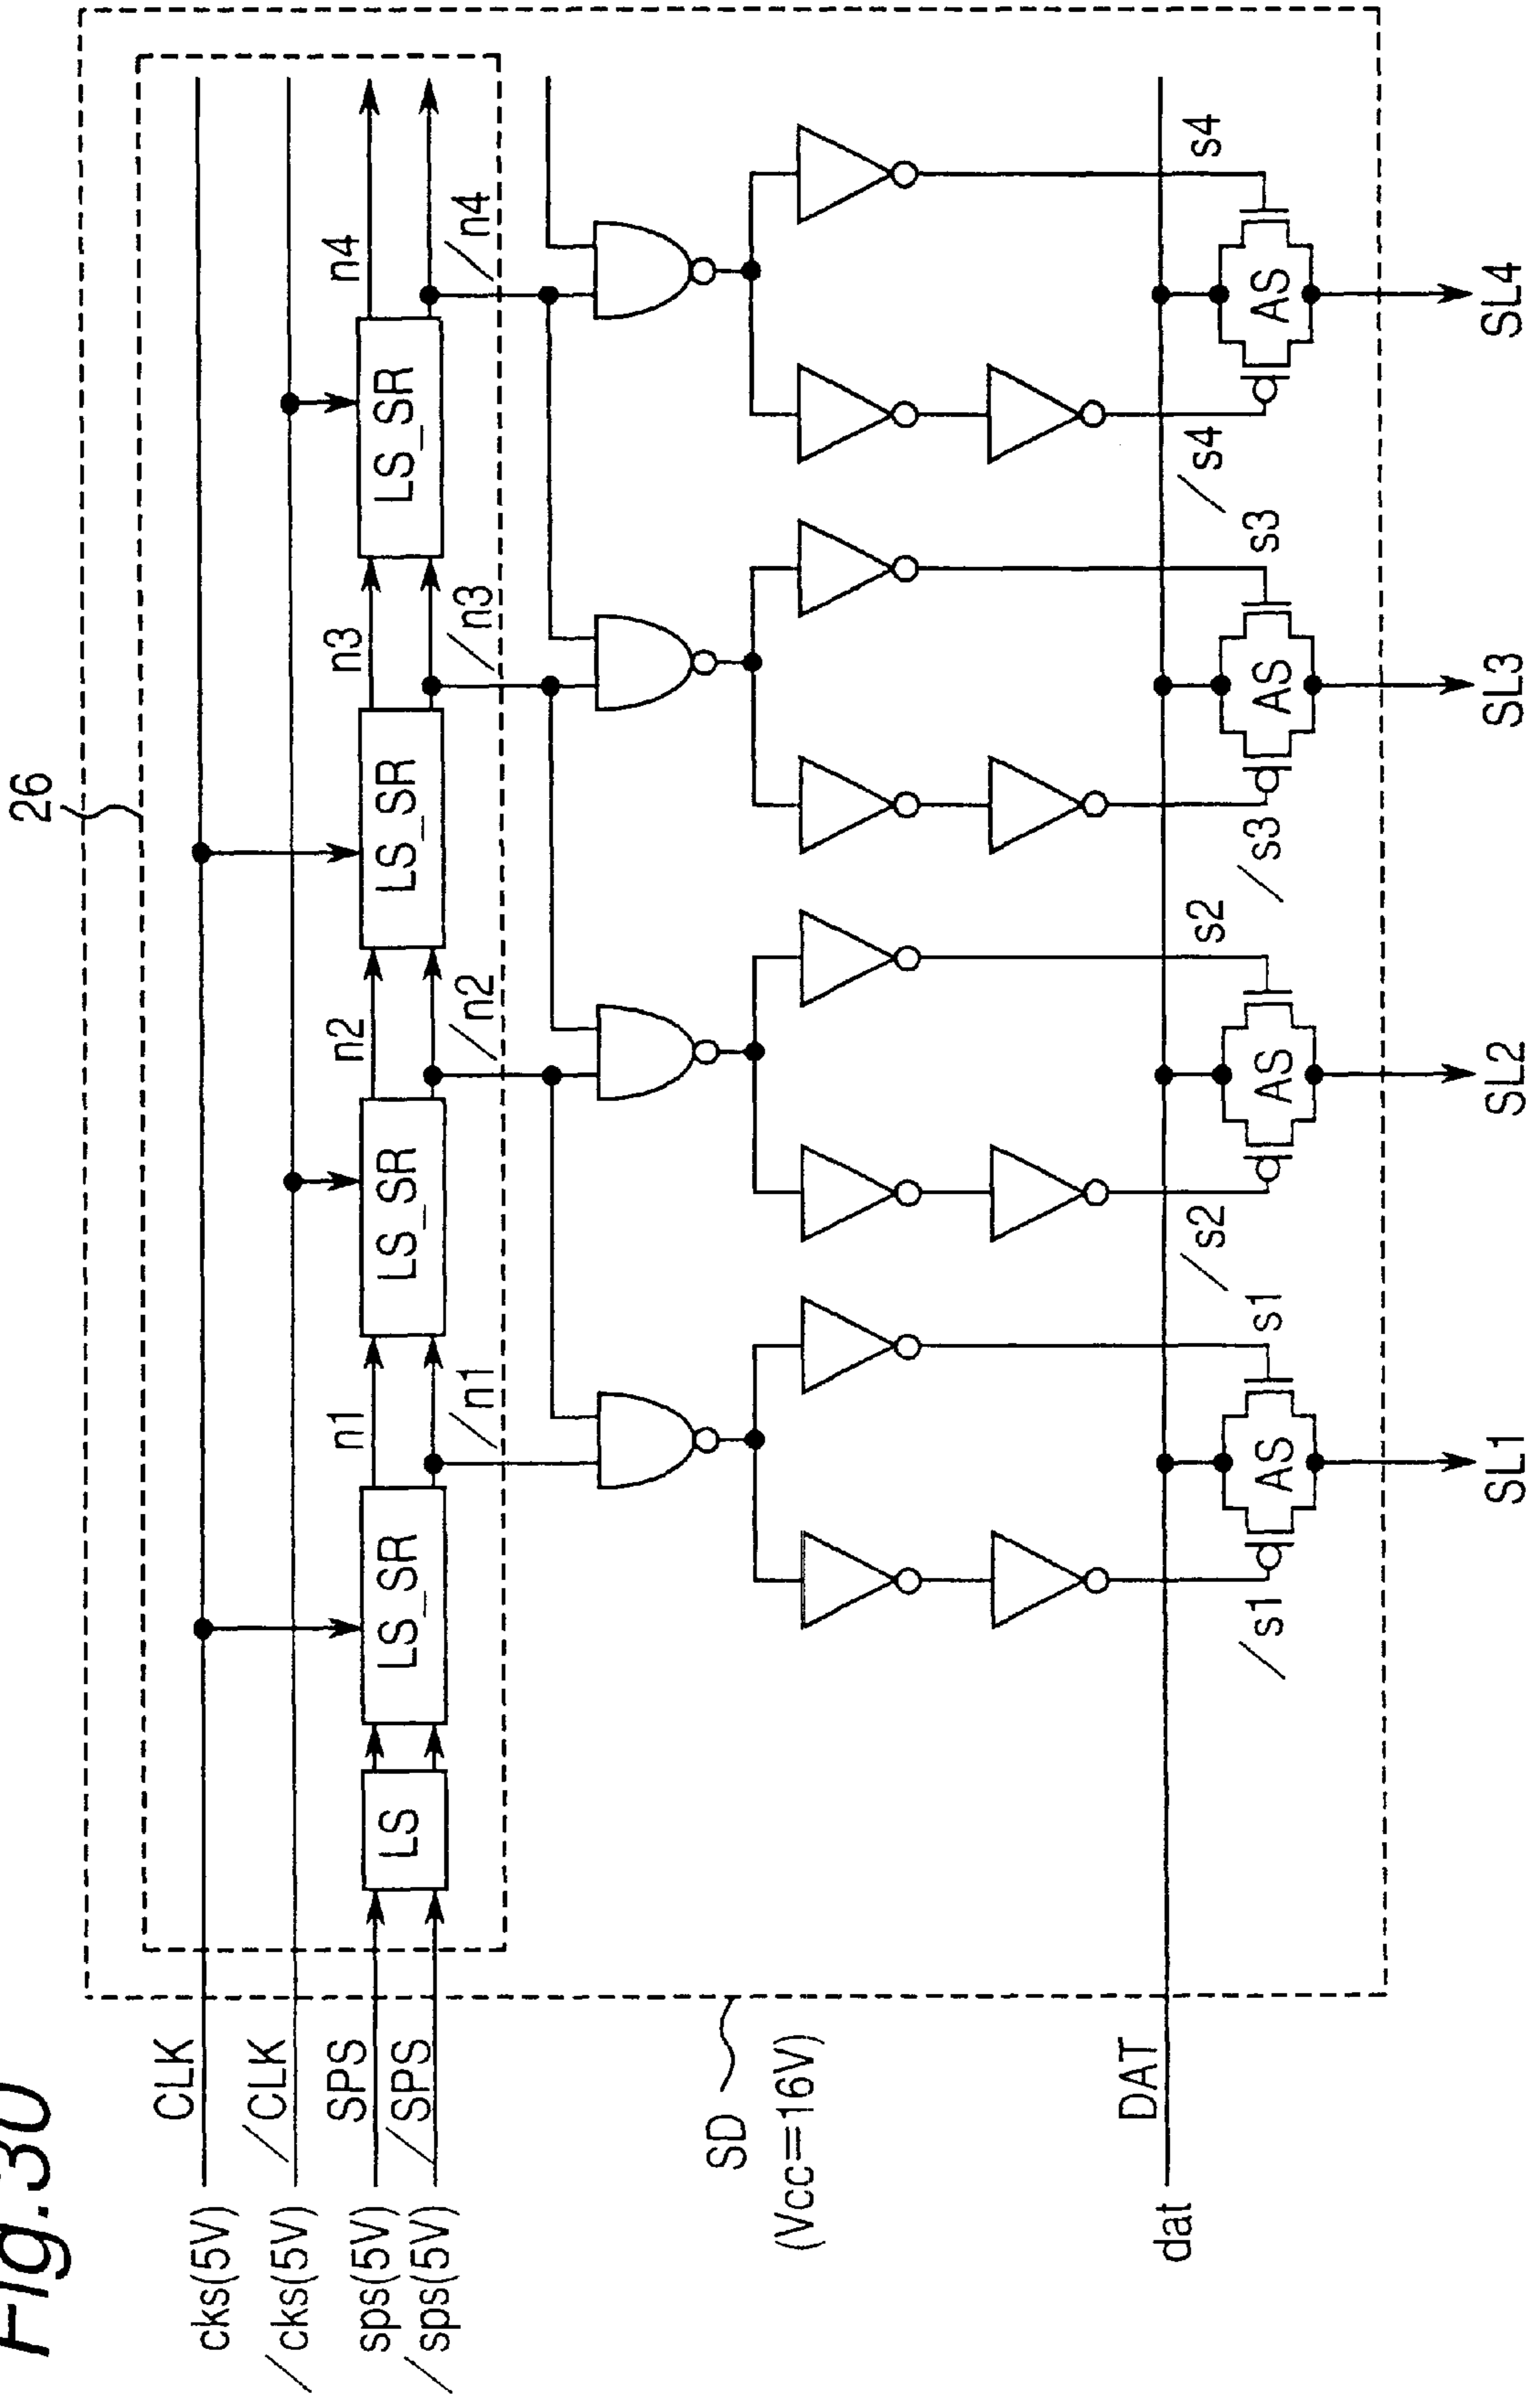 Fig.30
26
cks(5V)
CLK
/cks(5V)
/CLK
sps(5V)
SPS
/sps(5V)
/SPS
LS
LS_SR
n1
/n1
LS_SR
n2
/n2
LS_SR
n3
/n3
LS_SR
n4
/n4
SD
(Vcc=16V)
dat
DAT
/s1
s1
/s2
s2
/s3
s3
/s4
s4
AS
AS
AS
AS
SL1
SL2
SL3
SL4